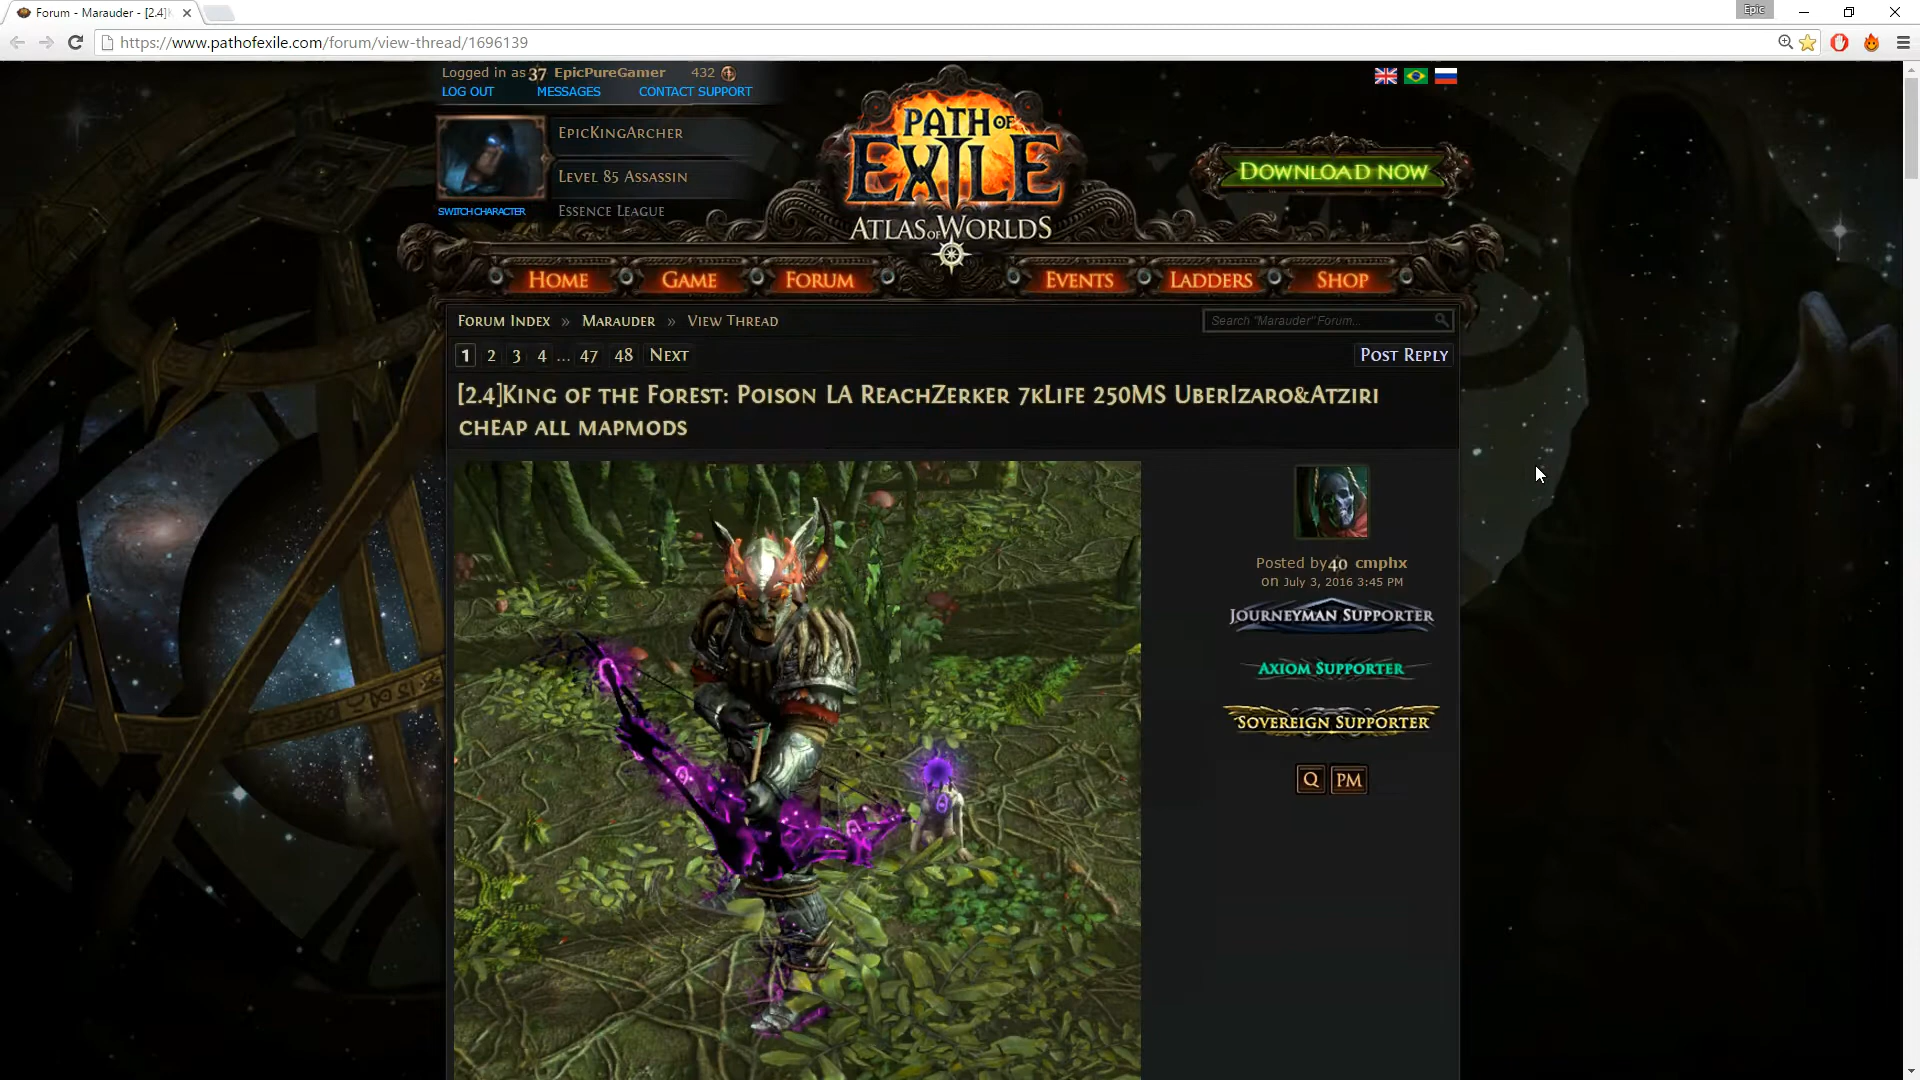 Forum - Marauder - [2.4]
Epic
https://www.pathofexile.com/forum/view-thread/1696139
Logged in as 37 EpicPureGamer 432
LOG OUT MESSAGES CONTACT SUPPORT
EpicKingArcher
Level 85 Assassin
SWITCH CHARACTER
Essence League
PATH OF EXILE
ATLAS OF WORLDS
DOWNLOAD NOW
HOME GAME FORUM EVENTS LADDERS SHOP
Forum Index » Marauder » View Thread
Search "Marauder" Forum...
1 2 3 4 ... 47 48 Next
Post Reply
[2.4]King of the Forest: Poison LA ReachZerker 7kLife 250MS UberIzaro&Atziri
cheap all mapmods
Posted by 40 cmphx
on July 3, 2016 3:45 PM
Journeyman Supporter
Axiom Supporter
Sovereign Supporter
Q PM